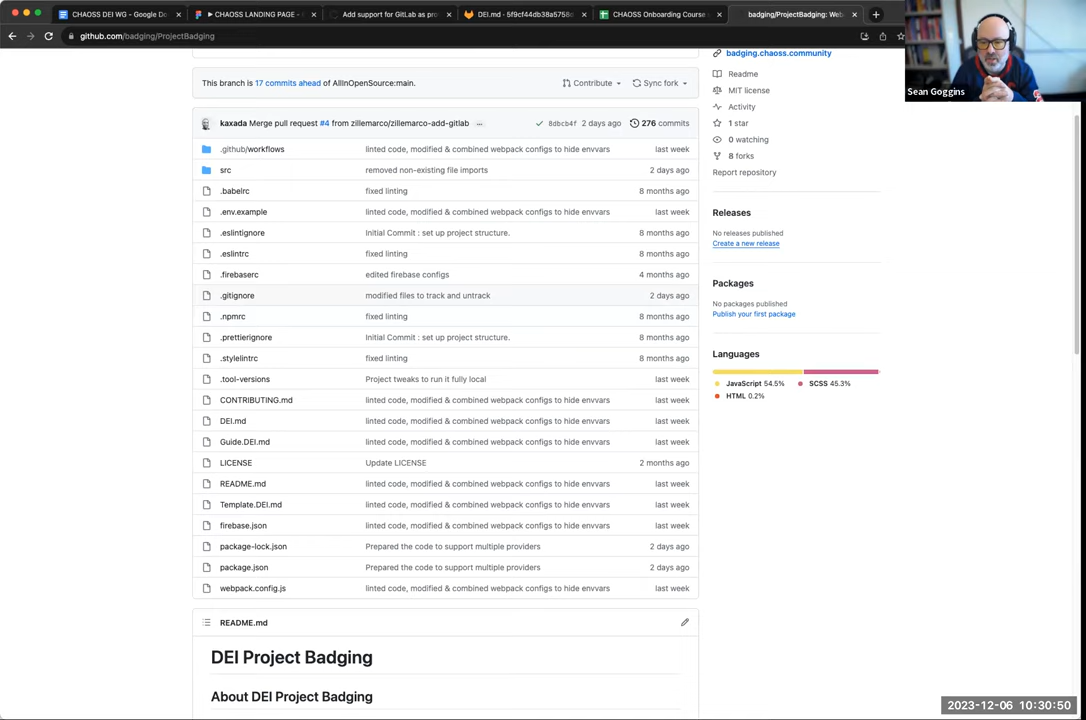 CHAOSS DEI WG - Google Do
▶ CHAOSS LANDING PAGE - F
Add support for GitLab as pro
DEI.md · 5f9cf44db38a5758d
CHAOSS Onboarding Course
badging/ProjectBadging: Web
github.com/badging/ProjectBadging
Sean Goggins
badging.chaoss.community
This branch is 17 commits ahead of AllInOpenSource:main.
Contribute
Sync fork
Readme
MIT license
Activity
1 star
0 watching
8 forks
Report repository
kaxada Merge pull request #4 from zillemarco/zillemarco-add-gitlab ...
8dbcb4f 2 days ago 276 commits
.github/workflows linted code, modified & combined webpack configs to hide envvars last week
src removed non-existing file imports 2 days ago
.babelrc fixed linting 8 months ago
.env.example linted code, modified & combined webpack configs to hide envvars last week
.eslintignore Initial Commit : set up project structure. 8 months ago
.eslintrc fixed linting 8 months ago
.firebaserc edited firebase configs 4 months ago
.gitignore modified files to track and untrack 2 days ago
.npmrc fixed linting 8 months ago
.prettierignore Initial Commit : set up project structure. 8 months ago
.stylelintrc fixed linting 8 months ago
.tool-versions Project tweaks to run it fully local last week
CONTRIBUTING.md linted code, modified & combined webpack configs to hide envvars last week
DEI.md linted code, modified & combined webpack configs to hide envvars last week
Guide.DEI.md linted code, modified & combined webpack configs to hide envvars last week
LICENSE Update LICENSE 2 months ago
README.md linted code, modified & combined webpack configs to hide envvars last week
Template.DEI.md linted code, modified & combined webpack configs to hide envvars last week
firebase.json linted code, modified & combined webpack configs to hide envvars last week
package-lock.json Prepared the code to support multiple providers 2 days ago
package.json Prepared the code to support multiple providers 2 days ago
webpack.config.js linted code, modified & combined webpack configs to hide envvars last week
Releases
No releases published
Create a new release
Packages
No packages published
Publish your first package
Languages
JavaScript 54.5% SCSS 45.3%
HTML 0.2%
README.md
DEI Project Badging
About DEI Project Badging
2023-12-06 10:30:50